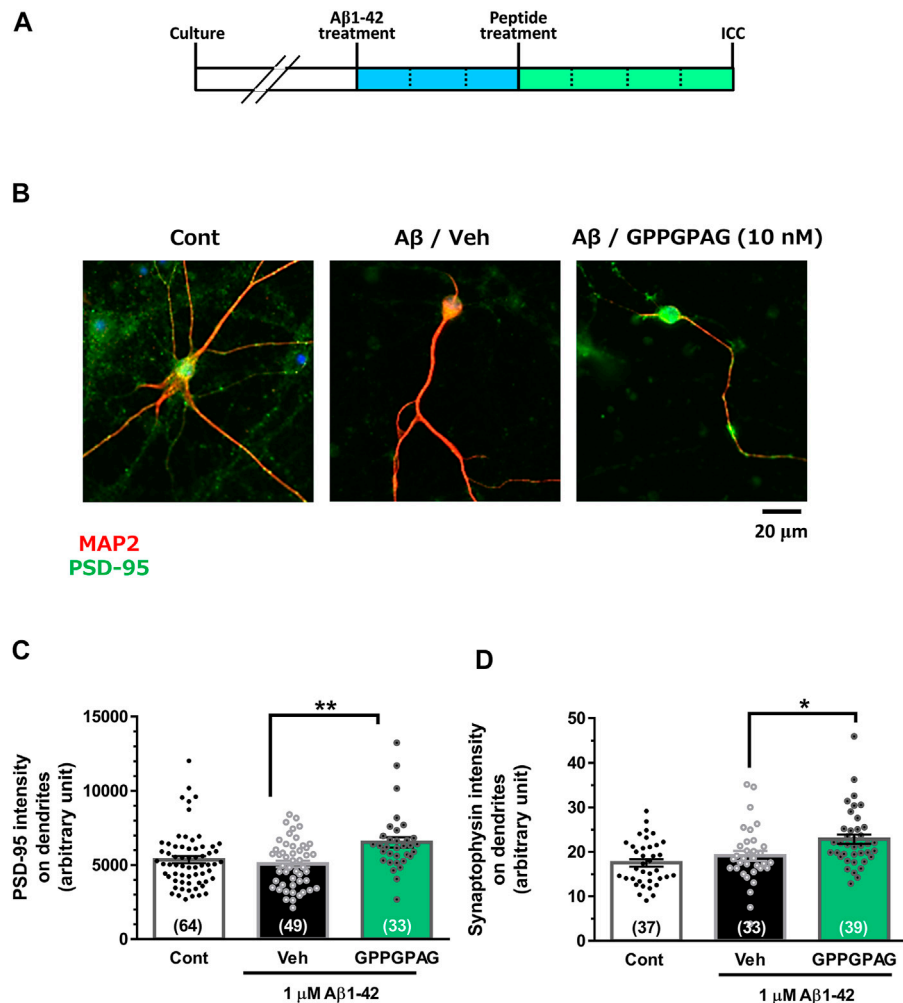 A
Culture
Aβ1-42
treatment
Peptide
treatment
ICC
B
Cont
Aβ / Veh
Aβ / GPPGPAG (10 nM)
20 μm
MAP2
PSD-95
C
PSD-95 intensity
on dendrites
(arbitrary unit)
15000
10000
5000
0
**
(64)
(49)
(33)
Cont
Veh
GPPGPAG
1 μM Aβ1-42
D
Synaptophysin intensity
on dendrites
(arbitrary unit)
50
40
30
20
10
0
*
(37)
(33)
(39)
Cont
Veh
GPPGPAG
1 μM Aβ1-42